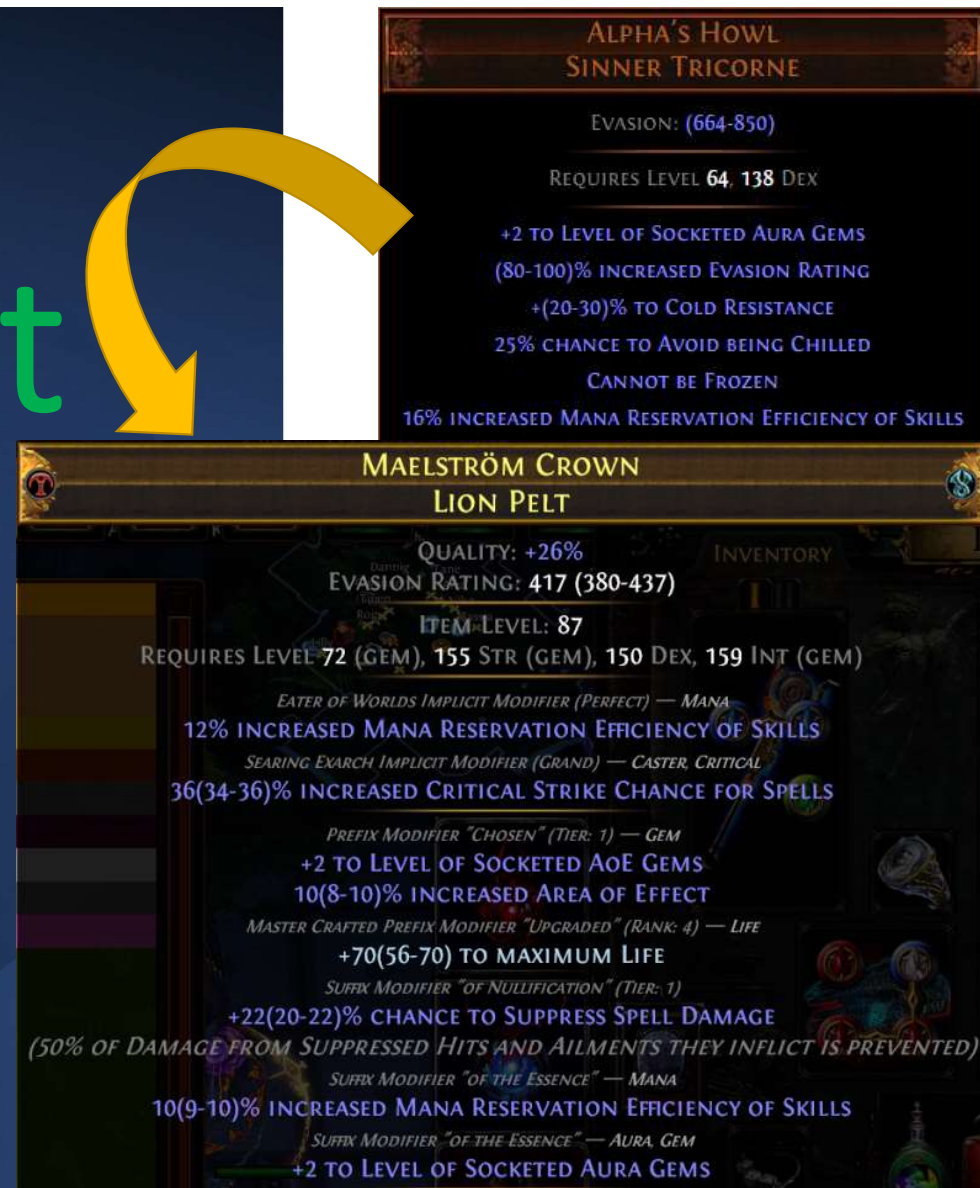 ALPHA'S HOWL
SINNER TRICORNE
EVASION: (664-850)
REQUIRES LEVEL 64, 138 DEX
+2 TO LEVEL OF SOCKETED AURA GEMS
(80-100)% INCREASED EVASION RATING
+(20-30)% TO COLD RESISTANCE
25% CHANCE TO AVOID BEING CHILLED
CANNOT BE FROZEN
16% INCREASED MANA RESERVATION EFFICIENCY OF SKILLS
t
MAELSTRÖM CROWN
LION PELT
QUALITY: +26%
INVENTORY
EVASION RATING: 417 (380-437)
ITEM LEVEL: 87
REQUIRES LEVEL 72 (GEM), 155 STR (GEM), 150 DEX, 159 INT (GEM)
EATER OF WORLDS IMPLICIT MODIFIER (PERFECT) — MANA
12% INCREASED MANA RESERVATION EFFICIENCY OF SKILLS
SEARING EXARCH IMPLICIT MODIFIER (GRAND) — CASTER, CRITICAL
36(34-36)% INCREASED CRITICAL STRIKE CHANCE FOR SPELLS
PREFIX MODIFIER "CHOSEN" (TIER: 1) — GEM
+2 TO LEVEL OF SOCKETED AOE GEMS
10(8-10)% INCREASED AREA OF EFFECT
MASTER CRAFTED PREFIX MODIFIER "UPGRADED" (RANK: 4) — LIFE
+70(56-70) TO MAXIMUM LIFE
SUFFIX MODIFIER "OF NULLIFICATION" (TIER: 1)
+22(20-22)% CHANCE TO SUPPRESS SPELL DAMAGE
(50% OF DAMAGE FROM SUPPRESSED HITS AND AILMENTS THEY INFLICT IS PREVENTED)
SUFFIX MODIFIER "OF THE ESSENCE" — MANA
10(9-10)% INCREASED MANA RESERVATION EFFICIENCY OF SKILLS
SUFFIX MODIFIER "OF THE ESSENCE" — AURA, GEM
+2 TO LEVEL OF SOCKETED AURA GEMS